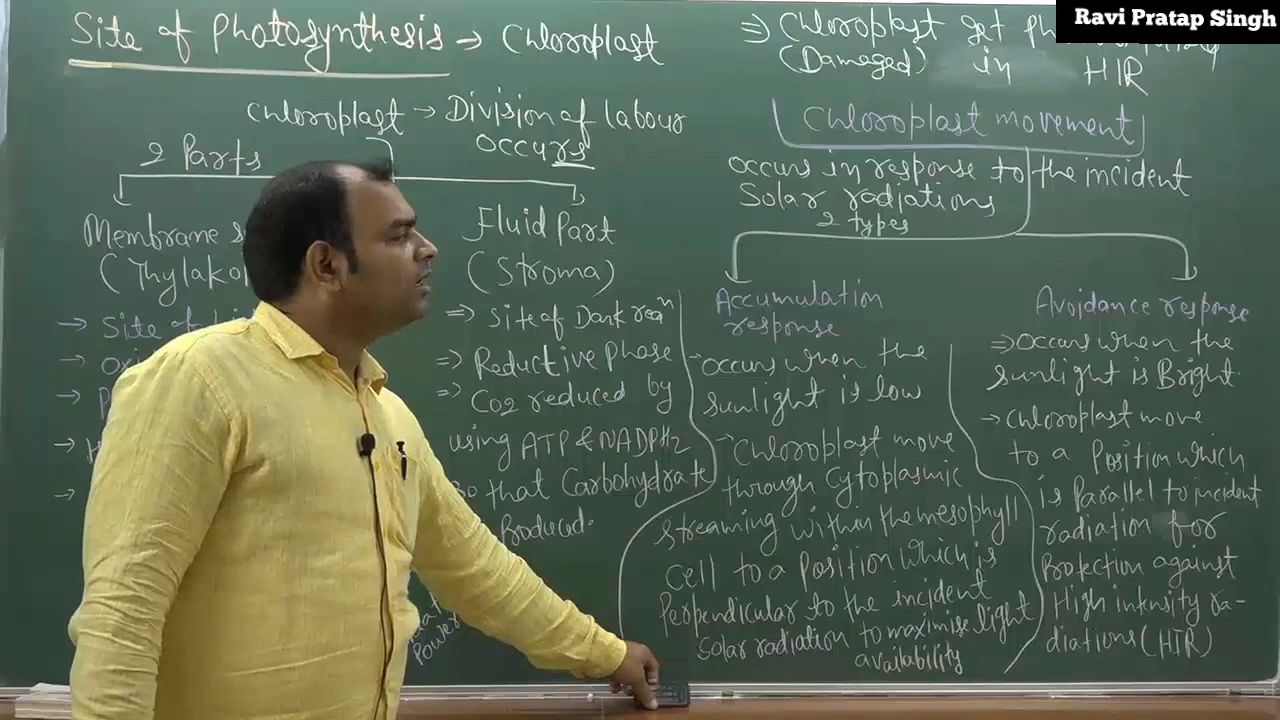 Ravi Pratap Singh
Site of Photosynthesis → Chloroplast
Chloroplast → Division of labour
occurs
2 Parts
Membrane
Fluid Part
(Stroma)
→ Site of
⇒ Site of Dark reaⁿ
⇒ Reductive phase
⇒ CO2 reduced by
using ATP & NADPH2
so that Carbohydrate
Produced.
Power
⇒ Chloroplast get
(Damaged) in HIR
Chloroplast movement
occurs in response to the incident
Solar radiations
2 types
Accumulation
response
→ occurs when the
sunlight is low
→ Chloroplast move
through Cytoplasmic
streaming within the mesophyll
cell to a Position which is
Perpendicular to the incident
Solar radiation to maximise light
availability
Avoidance response
⇒ Occurs when the
sunlight is Bright.
→ Chloroplast move
to a Position which
is Parallel to incident
radiation for
Protection against
High intensity ra-
diations (HIR)